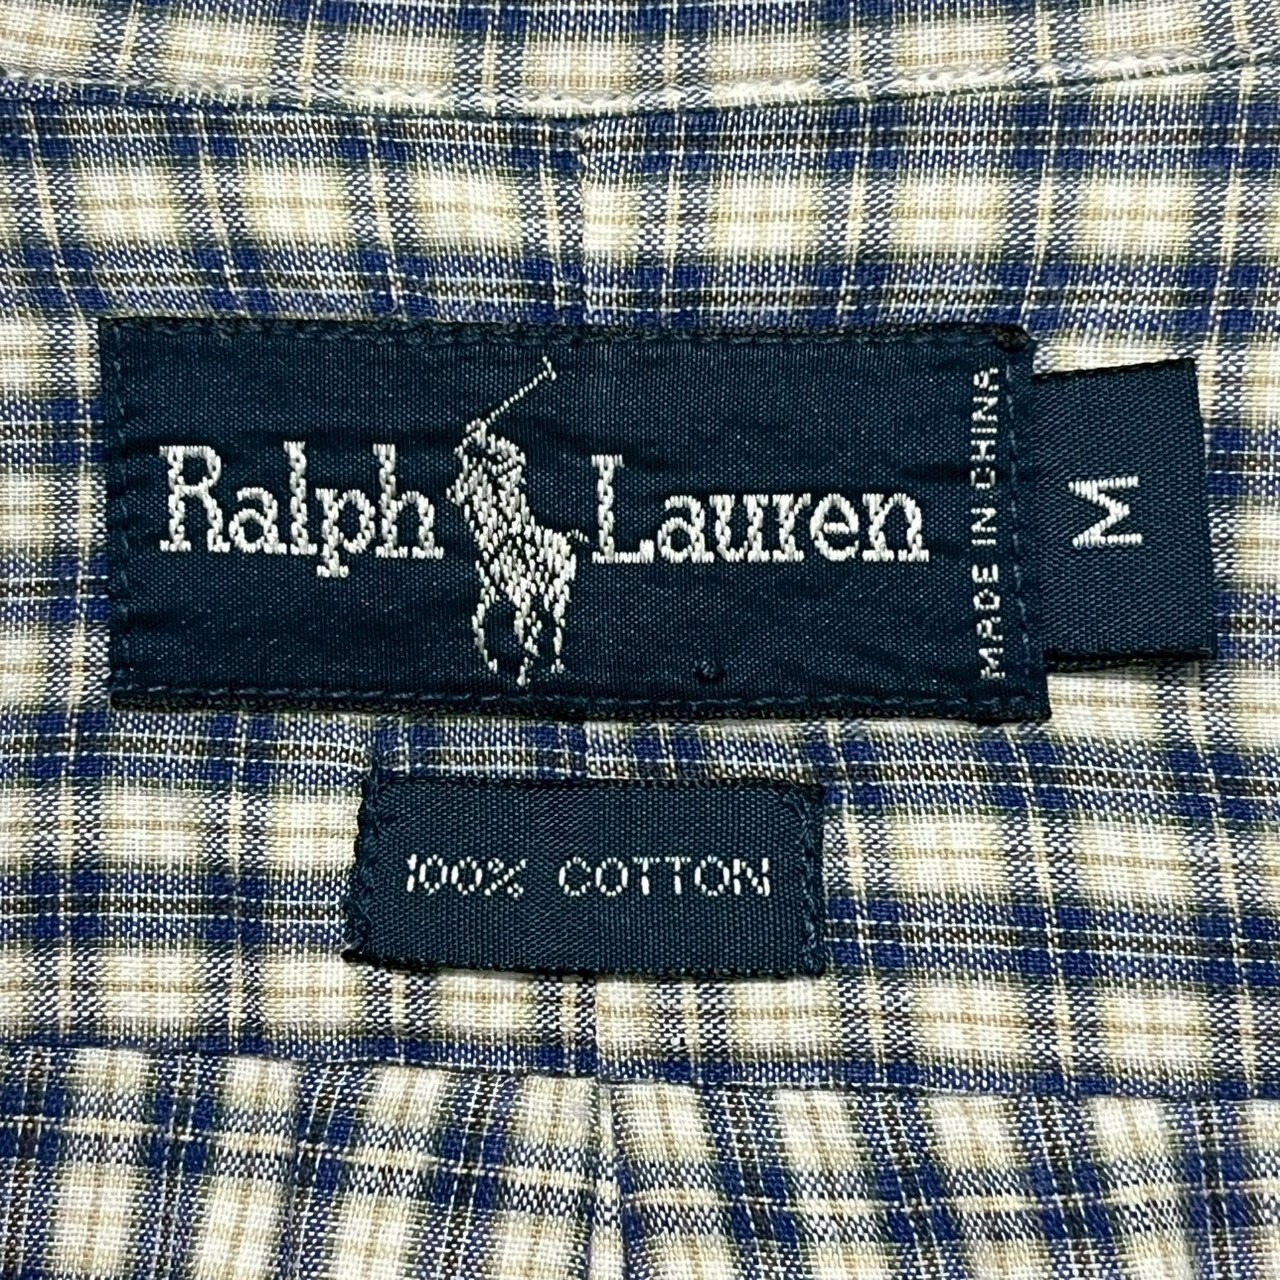 Ralph Lauren
MADE IN CHINA
M
100% COTTON